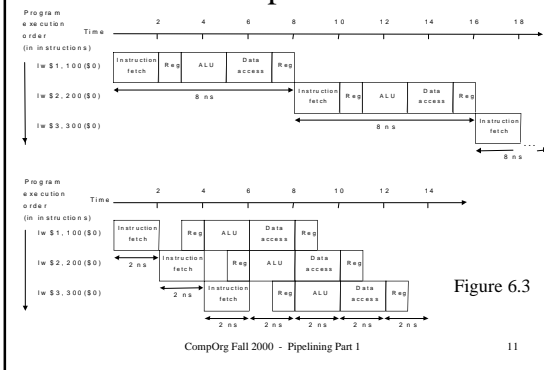 Program
execution
order
(in instructions)
Time
2 4 6 8 10 12 14 16 18
lw $1, 100($0)
Instruction fetch Reg ALU Data access Reg
8 ns
lw $2, 200($0)
Instruction fetch Reg ALU Data access Reg
8 ns
lw $3, 300($0)
Instruction fetch
...
8 ns
Program
execution
order
(in instructions)
Time
2 4 6 8 10 12 14
lw $1, 100($0)
Instruction fetch Reg ALU Data access Reg
2 ns
lw $2, 200($0)
Instruction fetch Reg ALU Data access Reg
2 ns
lw $3, 300($0)
Instruction fetch Reg ALU Data access Reg
2 ns 2 ns 2 ns 2 ns 2 ns
Figure 6.3
CompOrg Fall 2000 - Pipelining Part 1 11